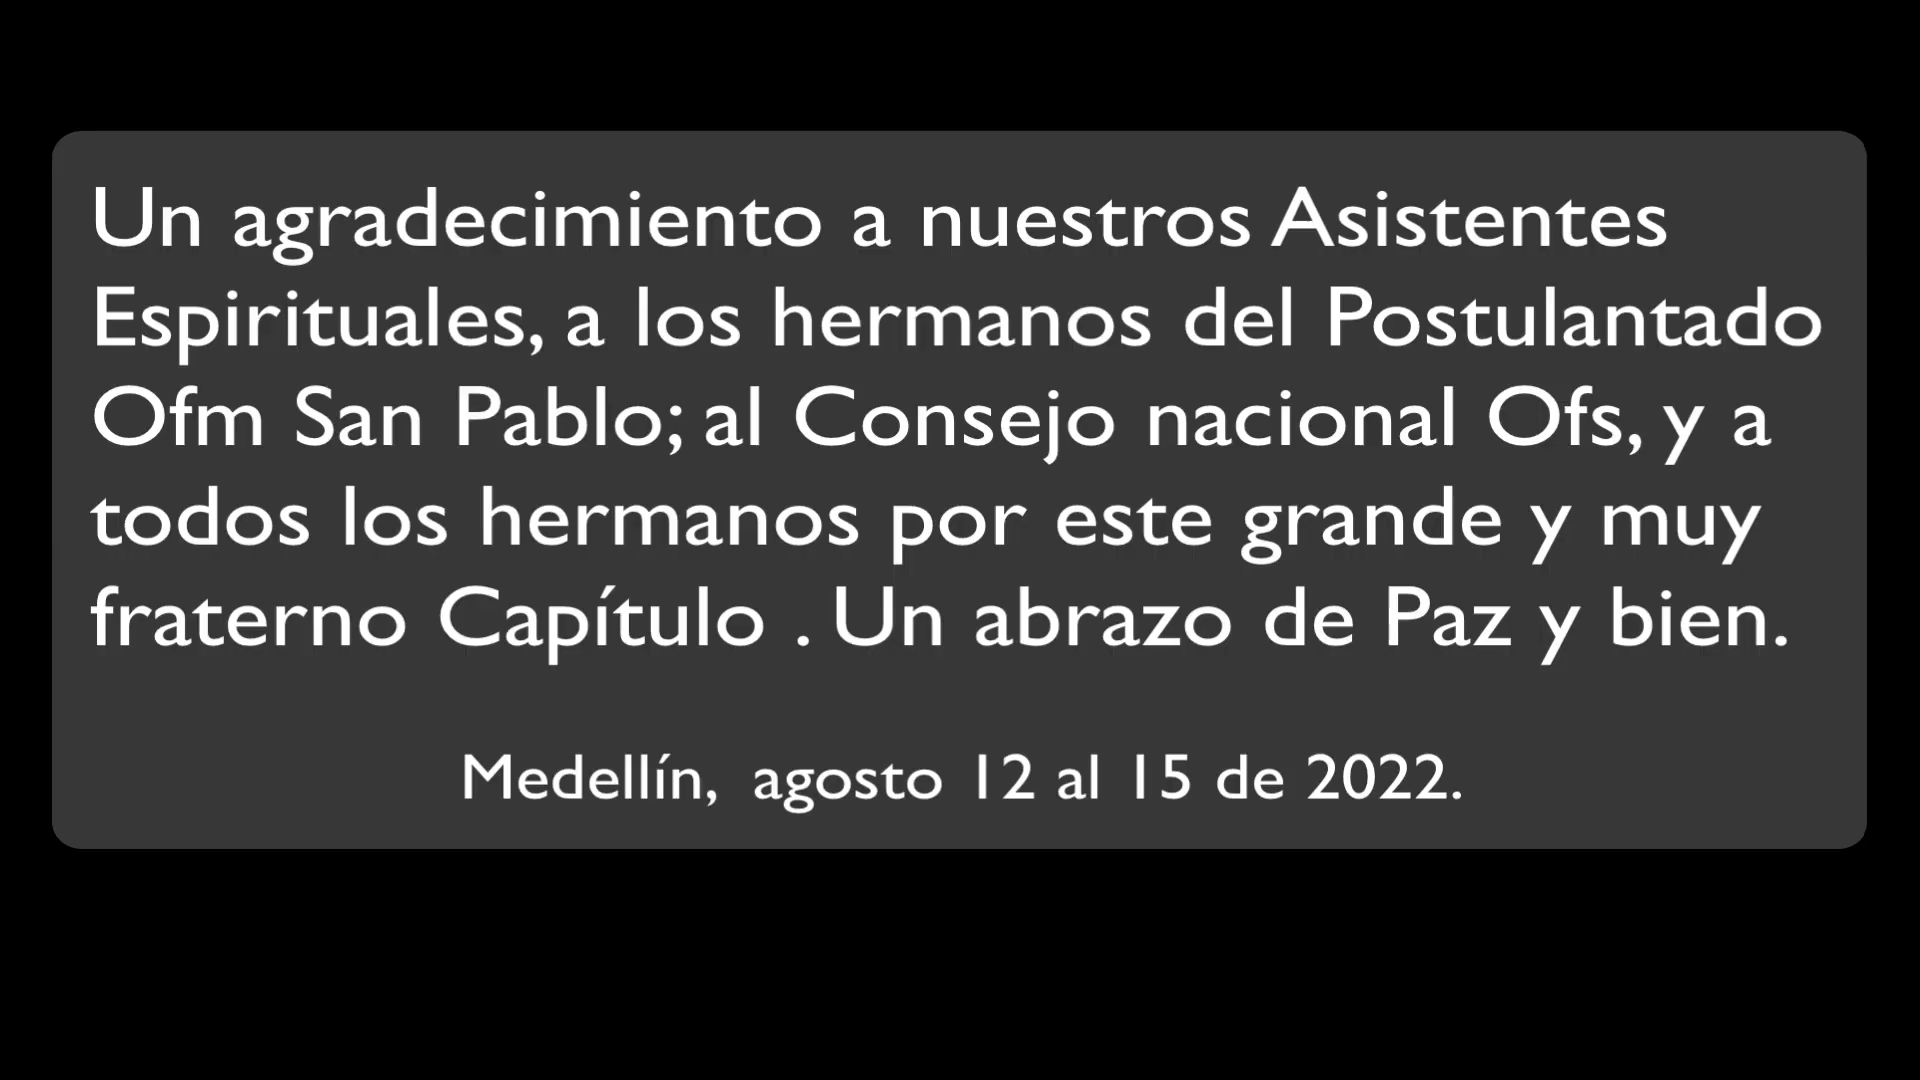 Un agradecimiento a nuestros Asistentes
Espirituales, a los hermanos del Postulantado
Ofm San Pablo; al Consejo nacional Ofs, y a
todos los hermanos por este grande y muy
fraterno Capítulo . Un abrazo de Paz y bien.
Medellín, agosto 12 al 15 de 2022.